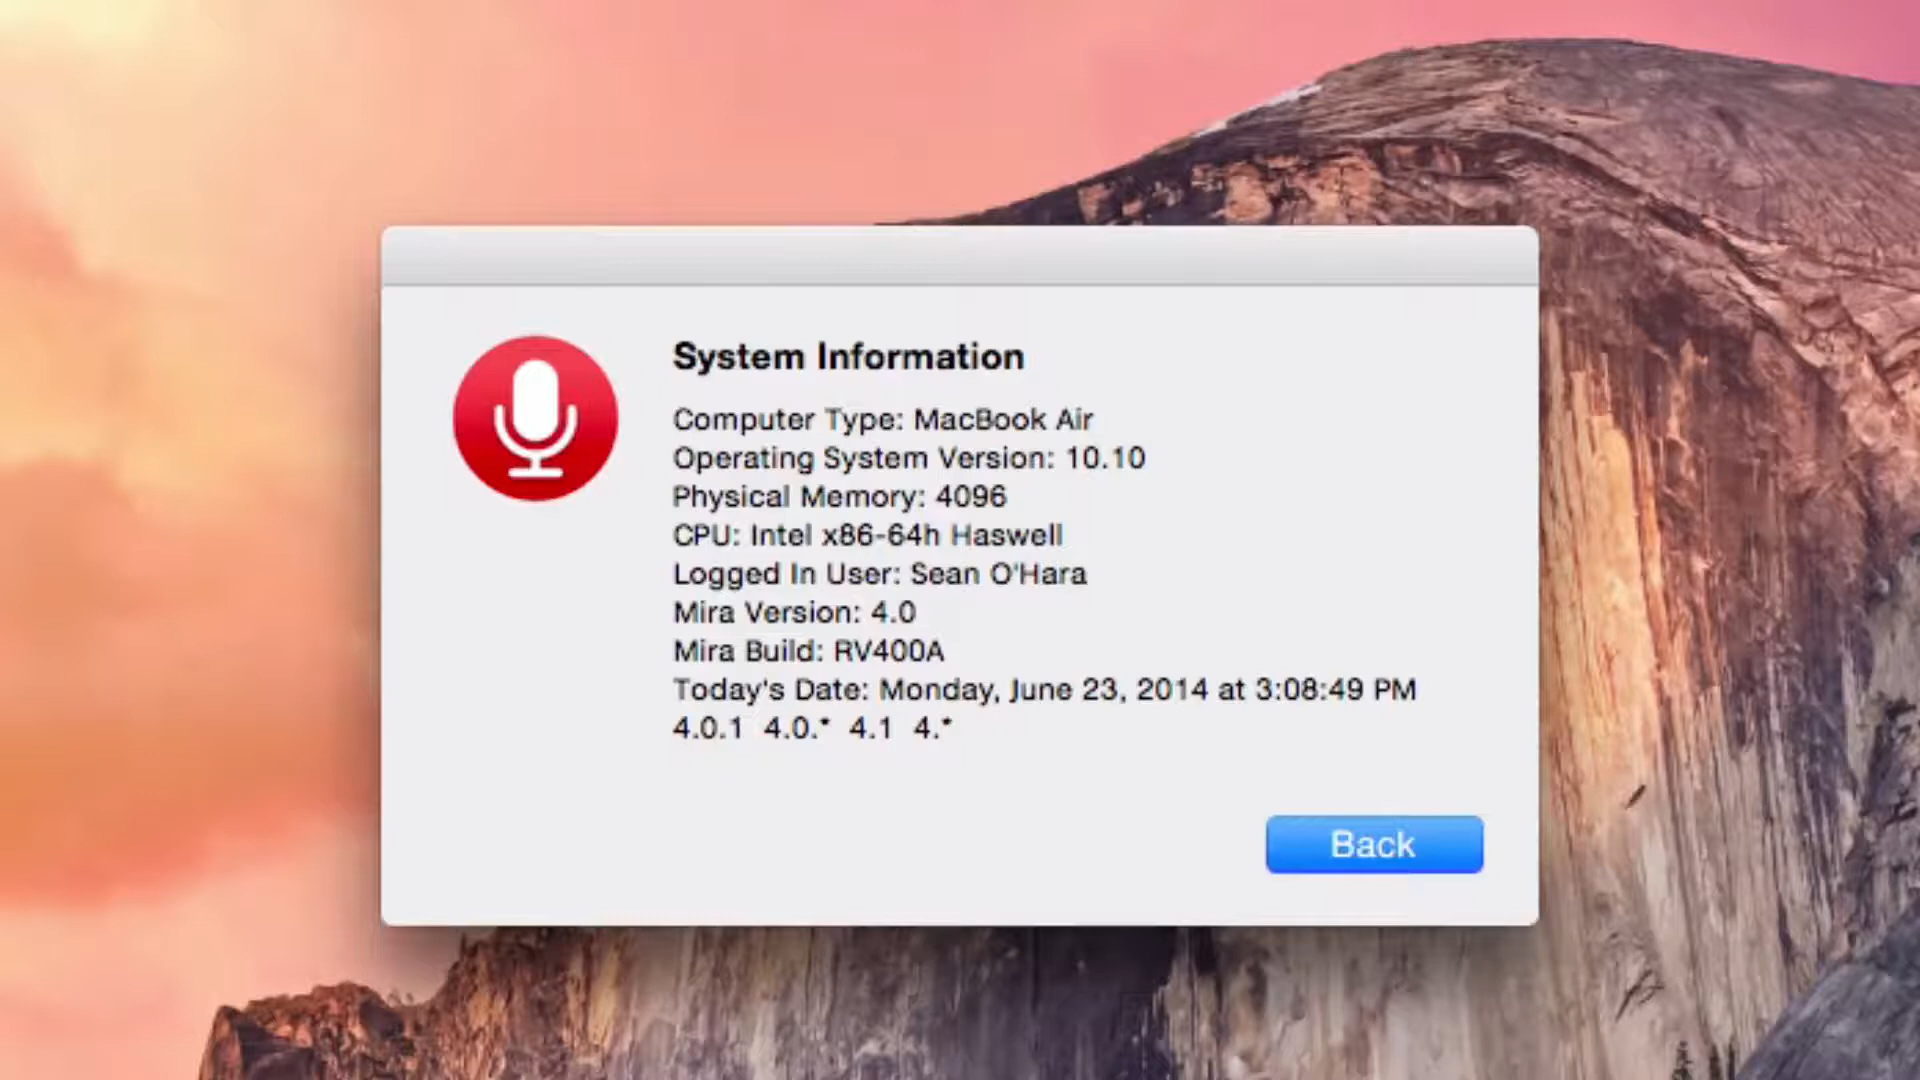 System Information
Computer Type: MacBook Air
Operating System Version: 10.10
Physical Memory: 4096
CPU: Intel x86-64h Haswell
Logged In User: Sean O'Hara
Mira Version: 4.0
Mira Build: RV400A
Today's Date: Monday, June 23, 2014 at 3:08:49 PM
4.0.1  4.0.*  4.1  4.*
Back